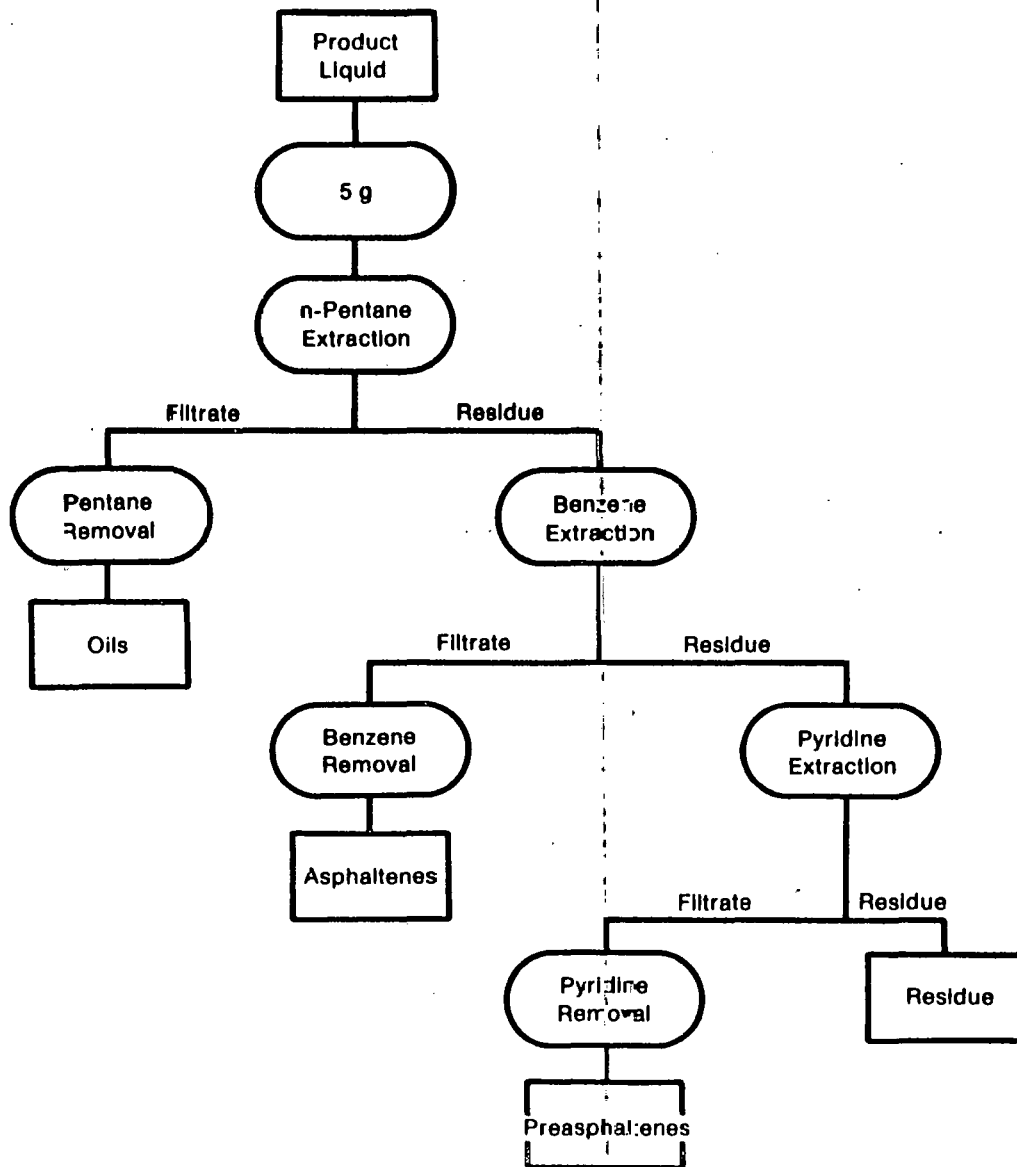 Product
Liquid
5 g
n-Pentane
Extraction
Filtrate
Residue
Pentane
Removal
Benzene
Extraction
Oils
Filtrate
Residue
Benzene
Removal
Pyridine
Extraction
Asphaltenes
Filtrate
Residue
Pyridine
Removal
Residue
Preasphaltenes